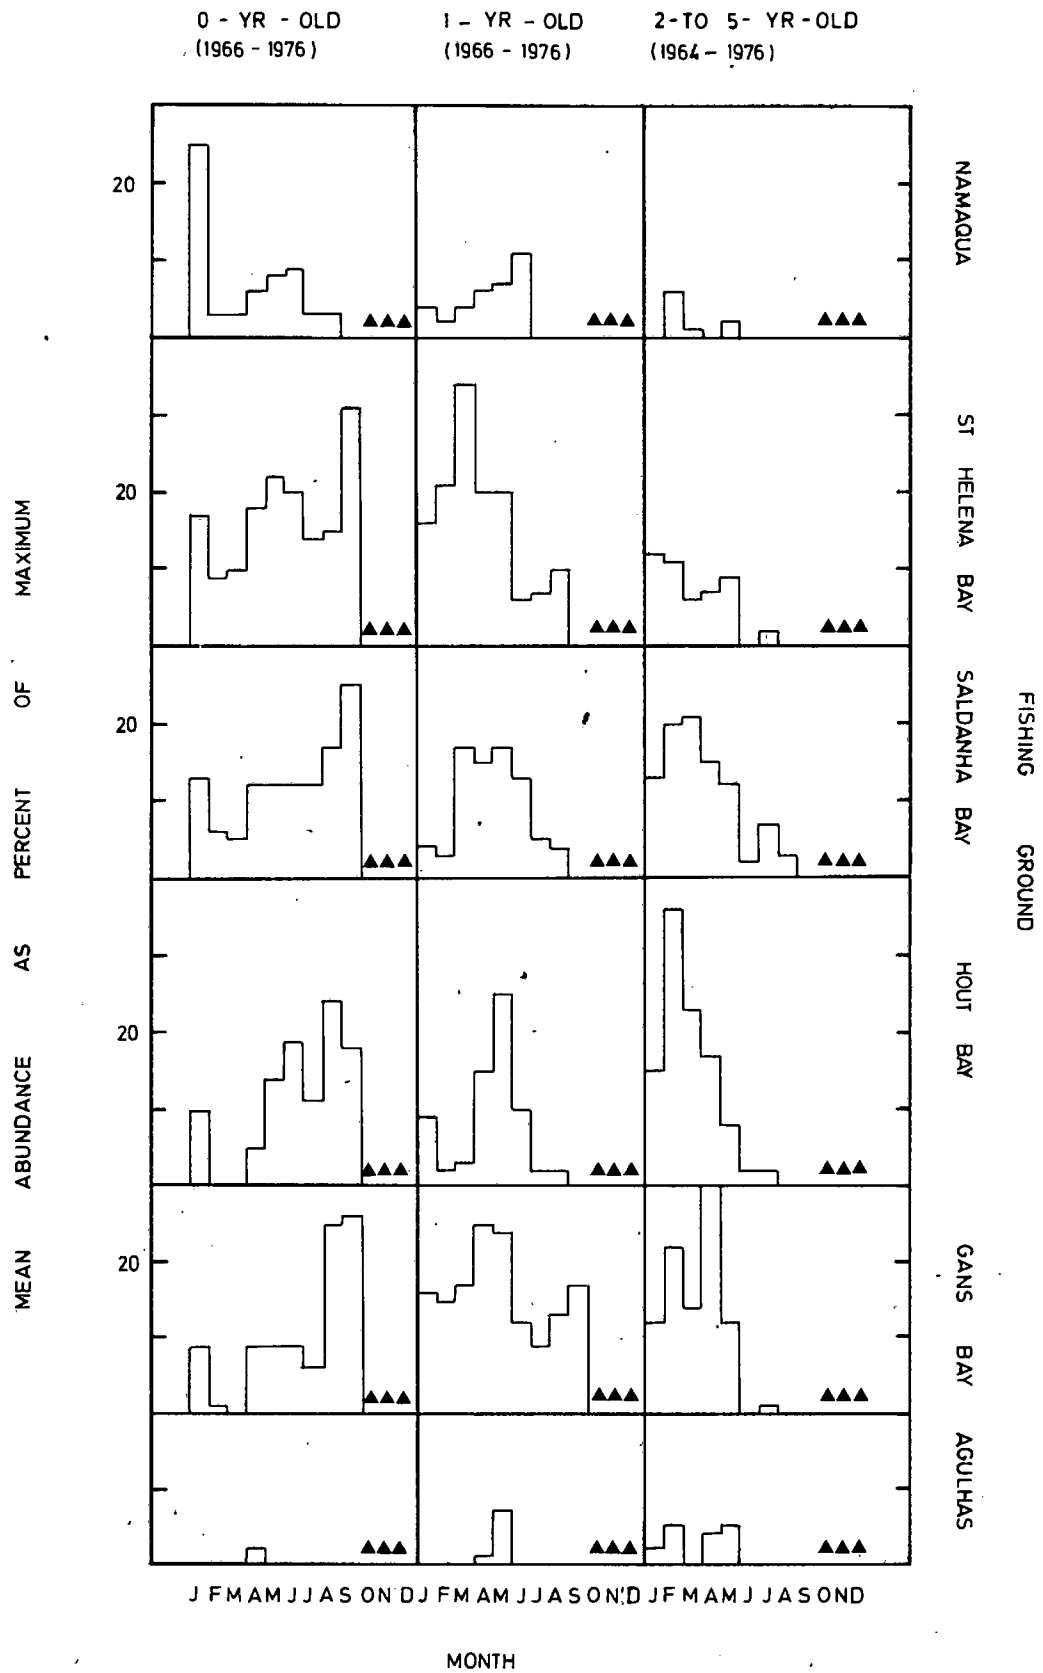 0 - YR - OLD 1 - YR - OLD 2-TO 5- YR-OLD
(1966 - 1976) (1966 - 1976) (1964 - 1976)
20
20
20
20
20
MEAN ABUNDANCE AS PERCENT OF MAXIMUM
NAMAQUA
ST HELENA BAY
SALDANHA BAY
HOUT BAY
GANS BAY
AGULHAS
FISHING GROUND
J F M A M J J A S O N D J F M A M J J A S O N D J F M A M J J A S O N D
MONTH